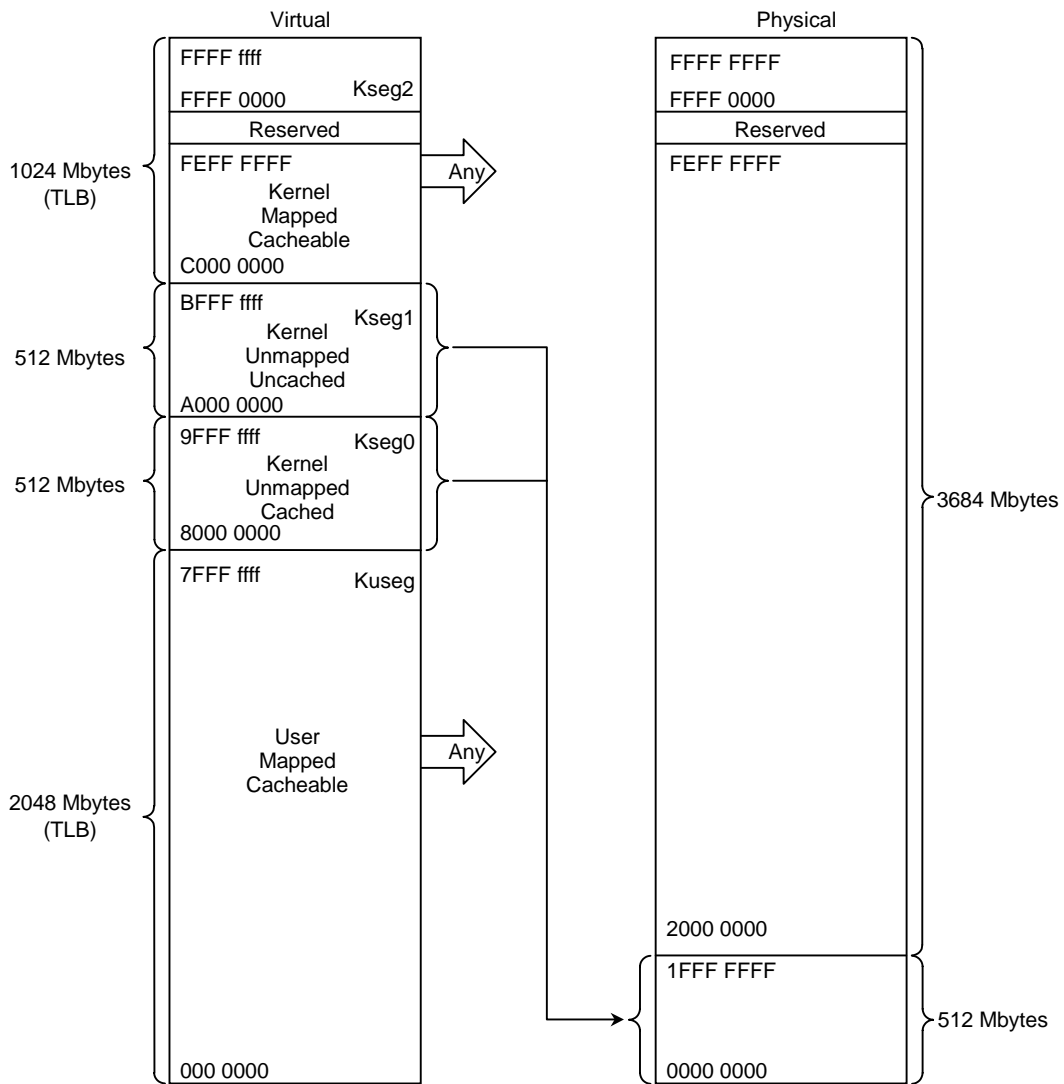 Virtual
FFFF ffff
FFFF 0000
Kseg2
Reserved
FEFF FFFF
Kernel
Mapped
Cacheable
C000 0000
1024 Mbytes
(TLB)
Any
BFFF ffff
Kseg1
Kernel
Unmapped
Uncached
A000 0000
512 Mbytes
9FFF ffff
Kseg0
Kernel
Unmapped
Cached
8000 0000
512 Mbytes
7FFF ffff
Kuseg
User
Mapped
Cacheable
Any
2048 Mbytes
(TLB)
000 0000
Physical
FFFF FFFF
FFFF 0000
Reserved
FEFF FFFF
3684 Mbytes
2000 0000
1FFF FFFF
512 Mbytes
0000 0000